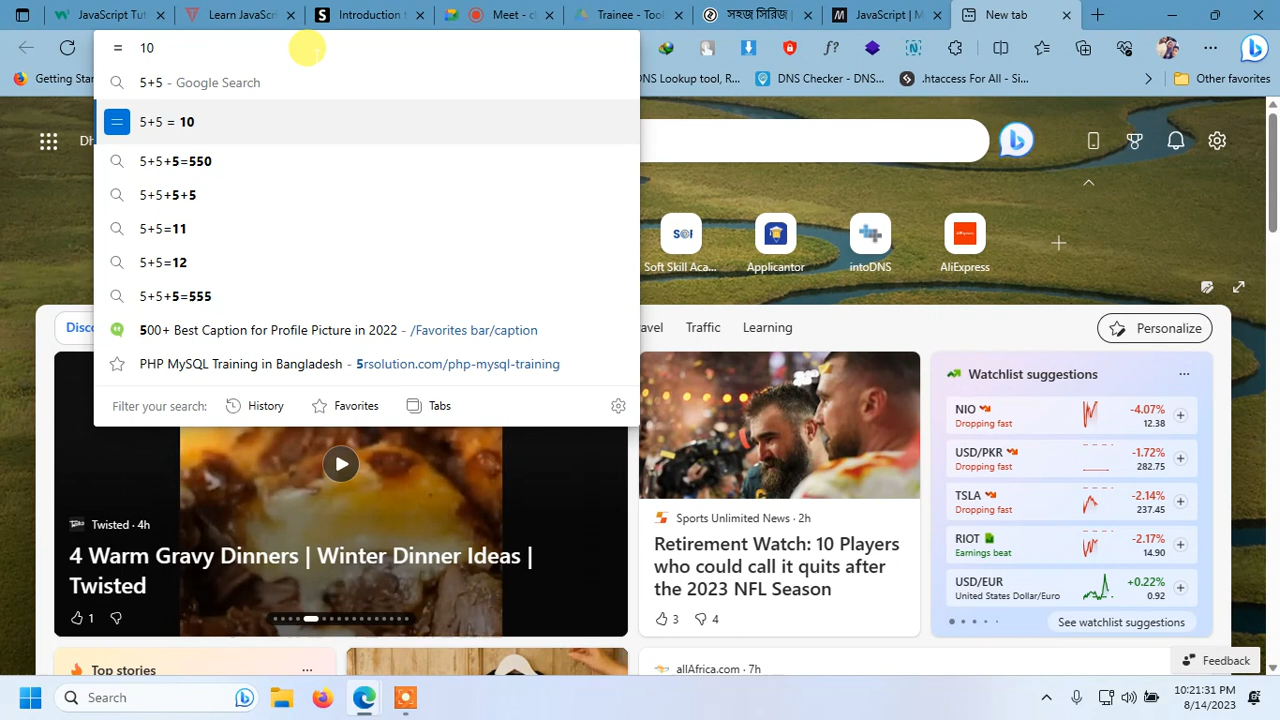 JavaScript Tut
Learn JavaScri
Introduction
Meet - c
Trainee - Tool
সহজ সিরিজ
JavaScript | M
New tab
= 10
f?
5+5 - Google Search
5+5 = 10
5+5+5=550
5+5+5+5
5+5=11
5+5=12
5+5+5=555
500+ Best Caption for Profile Picture in 2022 - /Favorites bar/caption
PHP MySQL Training in Bangladesh - 5rsolution.com/php-mysql-training
Filter your search: History Favorites Tabs
Getting Started
DNS Lookup tool, R...
DNS Checker - DNS...
.htaccess For All - Si...
Other favorites
Dh
Soft Skill Aca...
Applicantor
intoDNS
AliExpress
Disco
avel
Traffic
Learning
Personalize
Twisted · 4h
4 Warm Gravy Dinners | Winter Dinner Ideas |
Twisted
1
Sports Unlimited News · 2h
Retirement Watch: 10 Players
who could call it quits after
the 2023 NFL Season
3 4
Watchlist suggestions
NIO -4.07%
Dropping fast 12.38
USD/PKR -1.72%
Dropping fast 282.75
TSLA -2.14%
Dropping fast 237.45
RIOT -2.17%
Earnings beat 14.90
USD/EUR +0.22%
United States Dollar/Euro 0.92
See watchlist suggestions
Top stories
allAfrica.com · 7h
Feedback
Search
10:21:31 PM
8/14/2023